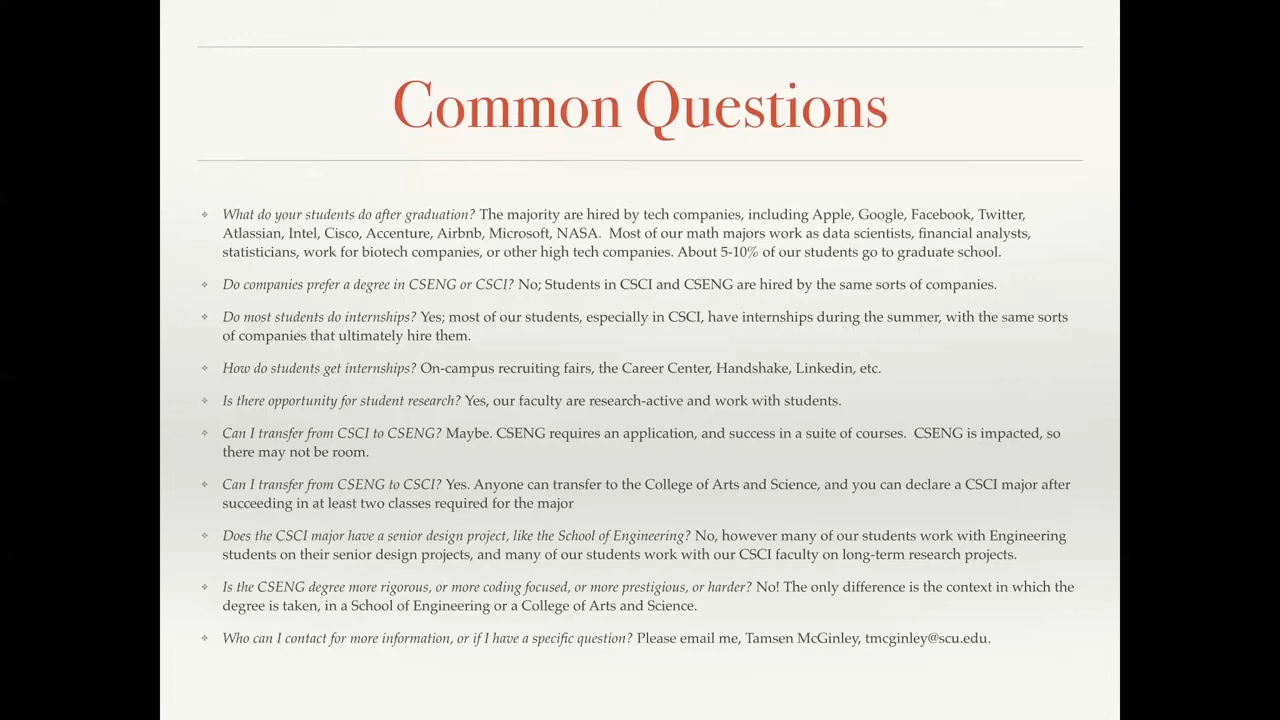 Common Questions
What do your students do after graduation? The majority are hired by tech companies, including Apple, Google, Facebook, Twitter,
Atlassian, Intel, Cisco, Accenture, Airbnb, Microsoft, NASA.  Most of our math majors work as data scientists, financial analysts,
statisticians, work for biotech companies, or other high tech companies. About 5-10% of our students go to graduate school.
Do companies prefer a degree in CSENG or CSCI? No; Students in CSCI and CSENG are hired by the same sorts of companies.
Do most students do internships? Yes; most of our students, especially in CSCI, have internships during the summer, with the same sorts
of companies that ultimately hire them.
How do students get internships? On-campus recruiting fairs, the Career Center, Handshake, Linkedin, etc.
Is there opportunity for student research? Yes, our faculty are research-active and work with students.
Can I transfer from CSCI to CSENG? Maybe. CSENG requires an application, and success in a suite of courses.  CSENG is impacted, so
there may not be room.
Can I transfer from CSENG to CSCI? Yes. Anyone can transfer to the College of Arts and Science, and you can declare a CSCI major after
succeeding in at least two classes required for the major
Does the CSCI major have a senior design project, like the School of Engineering? No, however many of our students work with Engineering
students on their senior design projects, and many of our students work with our CSCI faculty on long-term research projects.
Is the CSENG degree more rigorous, or more coding focused, or more prestigious, or harder? No! The only difference is the context in which the
degree is taken, in a School of Engineering or a College of Arts and Science.
Who can I contact for more information, or if I have a specific question? Please email me, Tamsen McGinley, tmcginley@scu.edu.